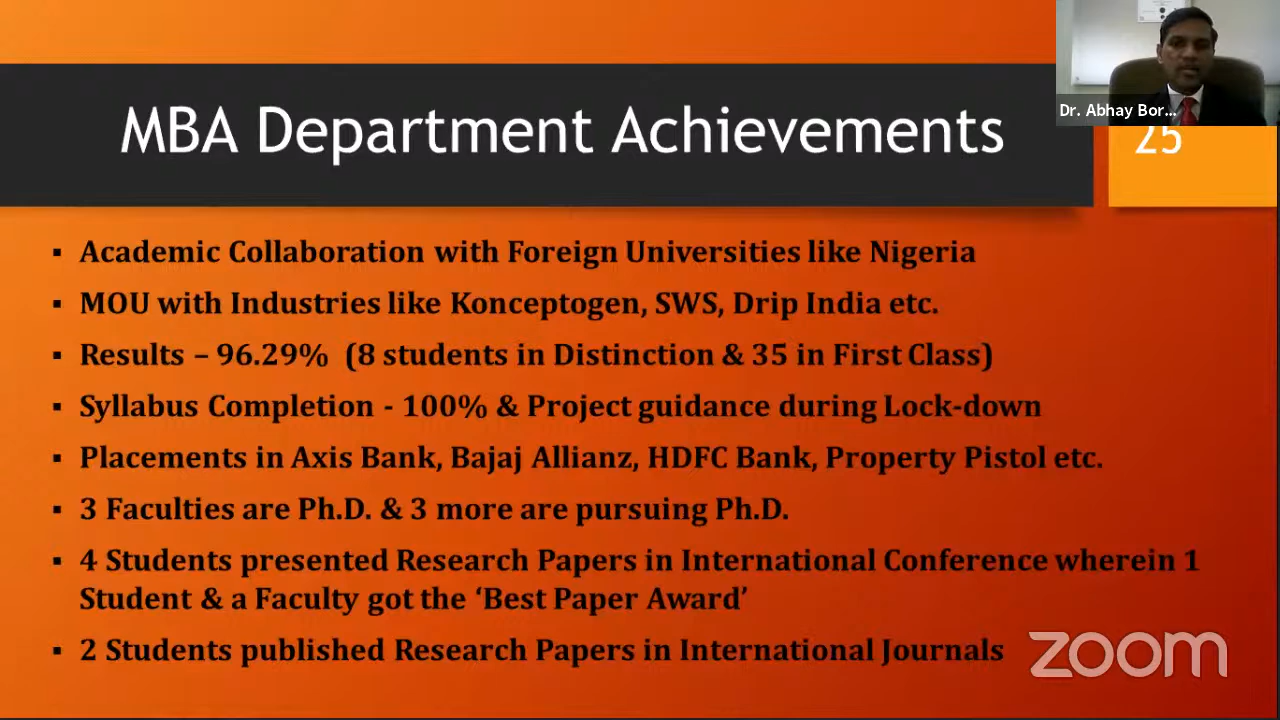 MBA Department Achievements
Dr. Abhay Bor...
25
▪ Academic Collaboration with Foreign Universities like Nigeria
▪ MOU with Industries like Konceptogen, SWS, Drip India etc.
▪ Results – 96.29% (8 students in Distinction & 35 in First Class)
▪ Syllabus Completion - 100% & Project guidance during Lock-down
▪ Placements in Axis Bank, Bajaj Allianz, HDFC Bank, Property Pistol etc.
▪ 3 Faculties are Ph.D. & 3 more are pursuing Ph.D.
▪ 4 Students presented Research Papers in International Conference wherein 1
Student & a Faculty got the ‘Best Paper Award’
▪ 2 Students published Research Papers in International Journals
zoom